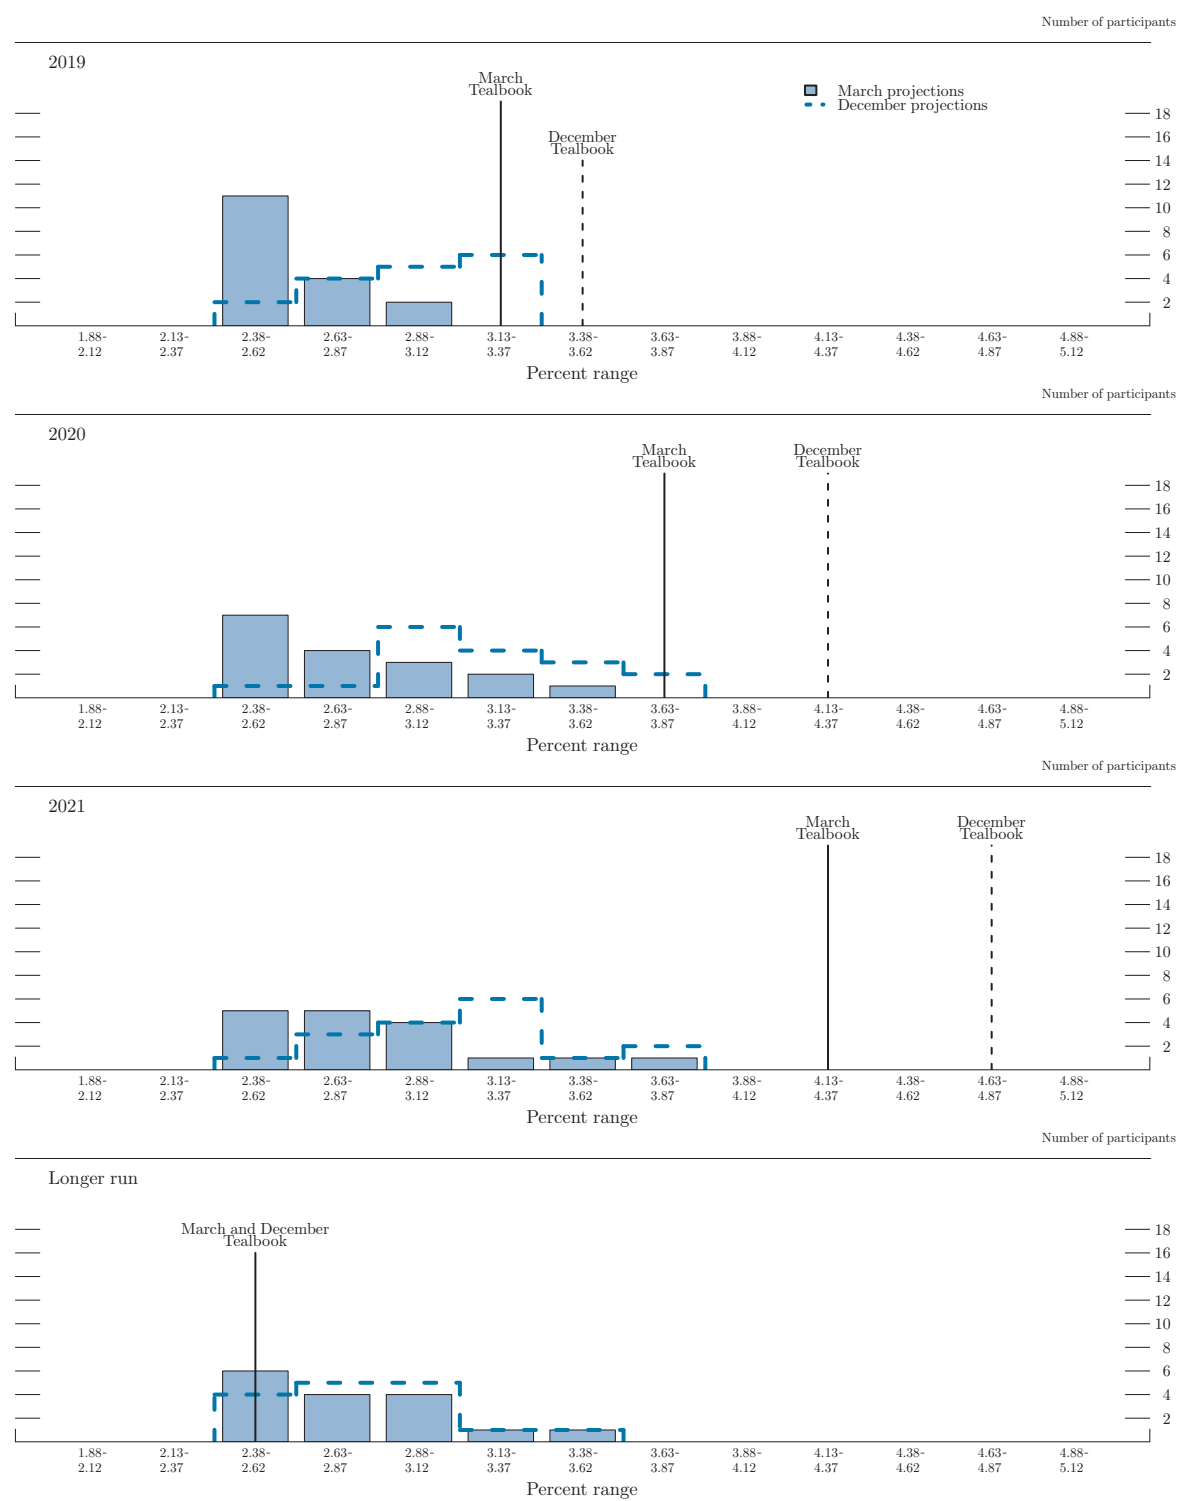 Number of participants
2019
March
Tealbook
March projections
December projections
December
Tealbook
18
16
14
12
10
8
6
4
2
1.88- 2.13- 2.38- 2.63- 2.88- 3.13- 3.38- 3.63- 3.88- 4.13- 4.38- 4.63- 4.88-
2.12 2.37 2.62 2.87 3.12 3.37 3.62 3.87 4.12 4.37 4.62 4.87 5.12
Percent range
Number of participants
2020
March
Tealbook
December
Tealbook
18
16
14
12
10
8
6
4
2
1.88- 2.13- 2.38- 2.63- 2.88- 3.13- 3.38- 3.63- 3.88- 4.13- 4.38- 4.63- 4.88-
2.12 2.37 2.62 2.87 3.12 3.37 3.62 3.87 4.12 4.37 4.62 4.87 5.12
Percent range
Number of participants
2021
March
Tealbook
December
Tealbook
18
16
14
12
10
8
6
4
2
1.88- 2.13- 2.38- 2.63- 2.88- 3.13- 3.38- 3.63- 3.88- 4.13- 4.38- 4.63- 4.88-
2.12 2.37 2.62 2.87 3.12 3.37 3.62 3.87 4.12 4.37 4.62 4.87 5.12
Percent range
Number of participants
Longer run
March and December
Tealbook
18
16
14
12
10
8
6
4
2
1.88- 2.13- 2.38- 2.63- 2.88- 3.13- 3.38- 3.63- 3.88- 4.13- 4.38- 4.63- 4.88-
2.12 2.37 2.62 2.87 3.12 3.37 3.62 3.87 4.12 4.37 4.62 4.87 5.12
Percent range